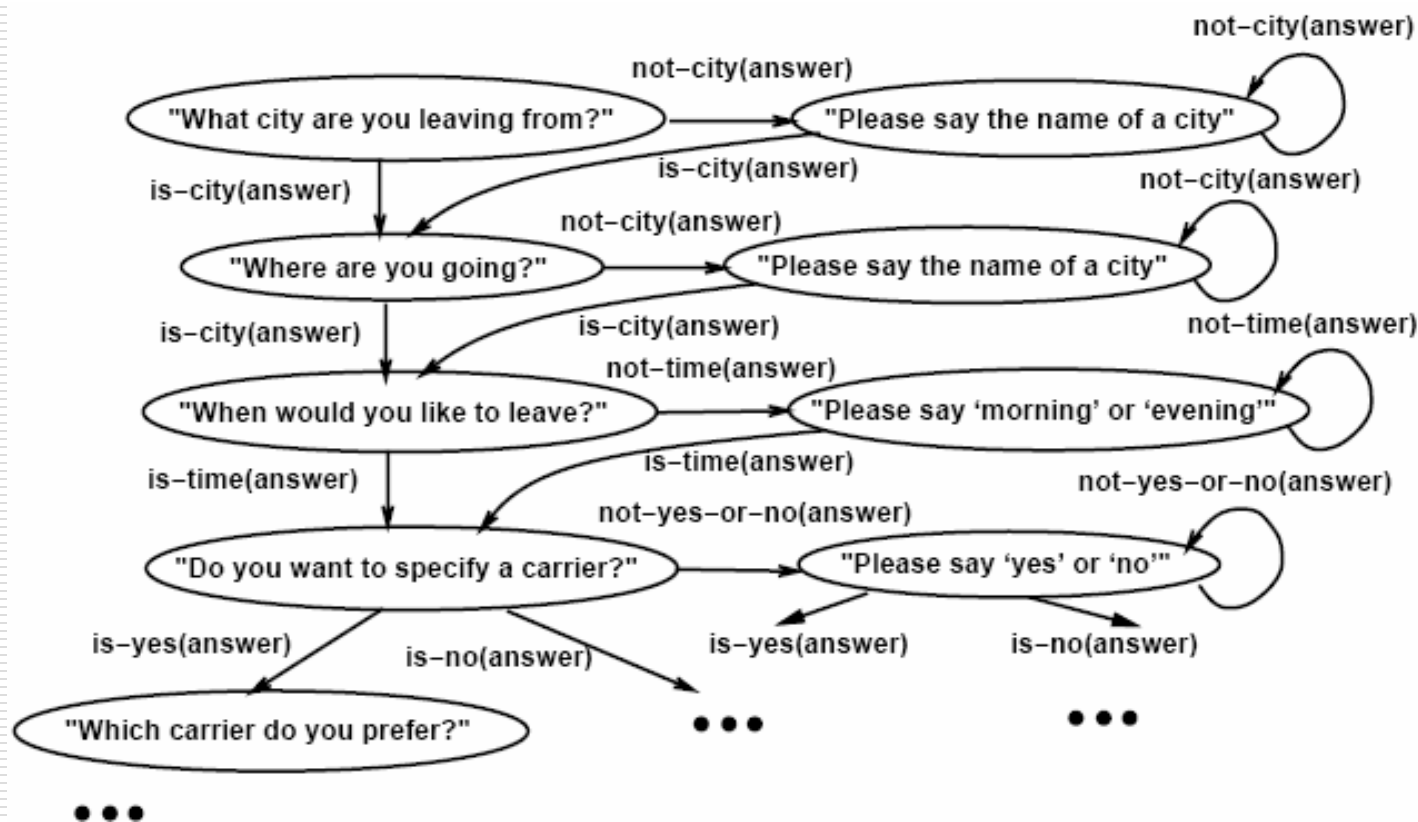 not–city(answer)
not–city(answer)
"What city are you leaving from?"
"Please say the name of a city"
is–city(answer)
is–city(answer)
not–city(answer)
not–city(answer)
"Where are you going?"
"Please say the name of a city"
is–city(answer)
is–city(answer)
not–time(answer)
not–time(answer)
"When would you like to leave?"
"Please say ‘morning’ or ‘evening’"
is–time(answer)
is–time(answer)
not–yes–or–no(answer)
not–yes–or–no(answer)
"Do you want to specify a carrier?"
"Please say ‘yes’ or ‘no’"
is–yes(answer)
is–no(answer)
is–yes(answer)
is–no(answer)
"Which carrier do you prefer?"
•••
•••
•••